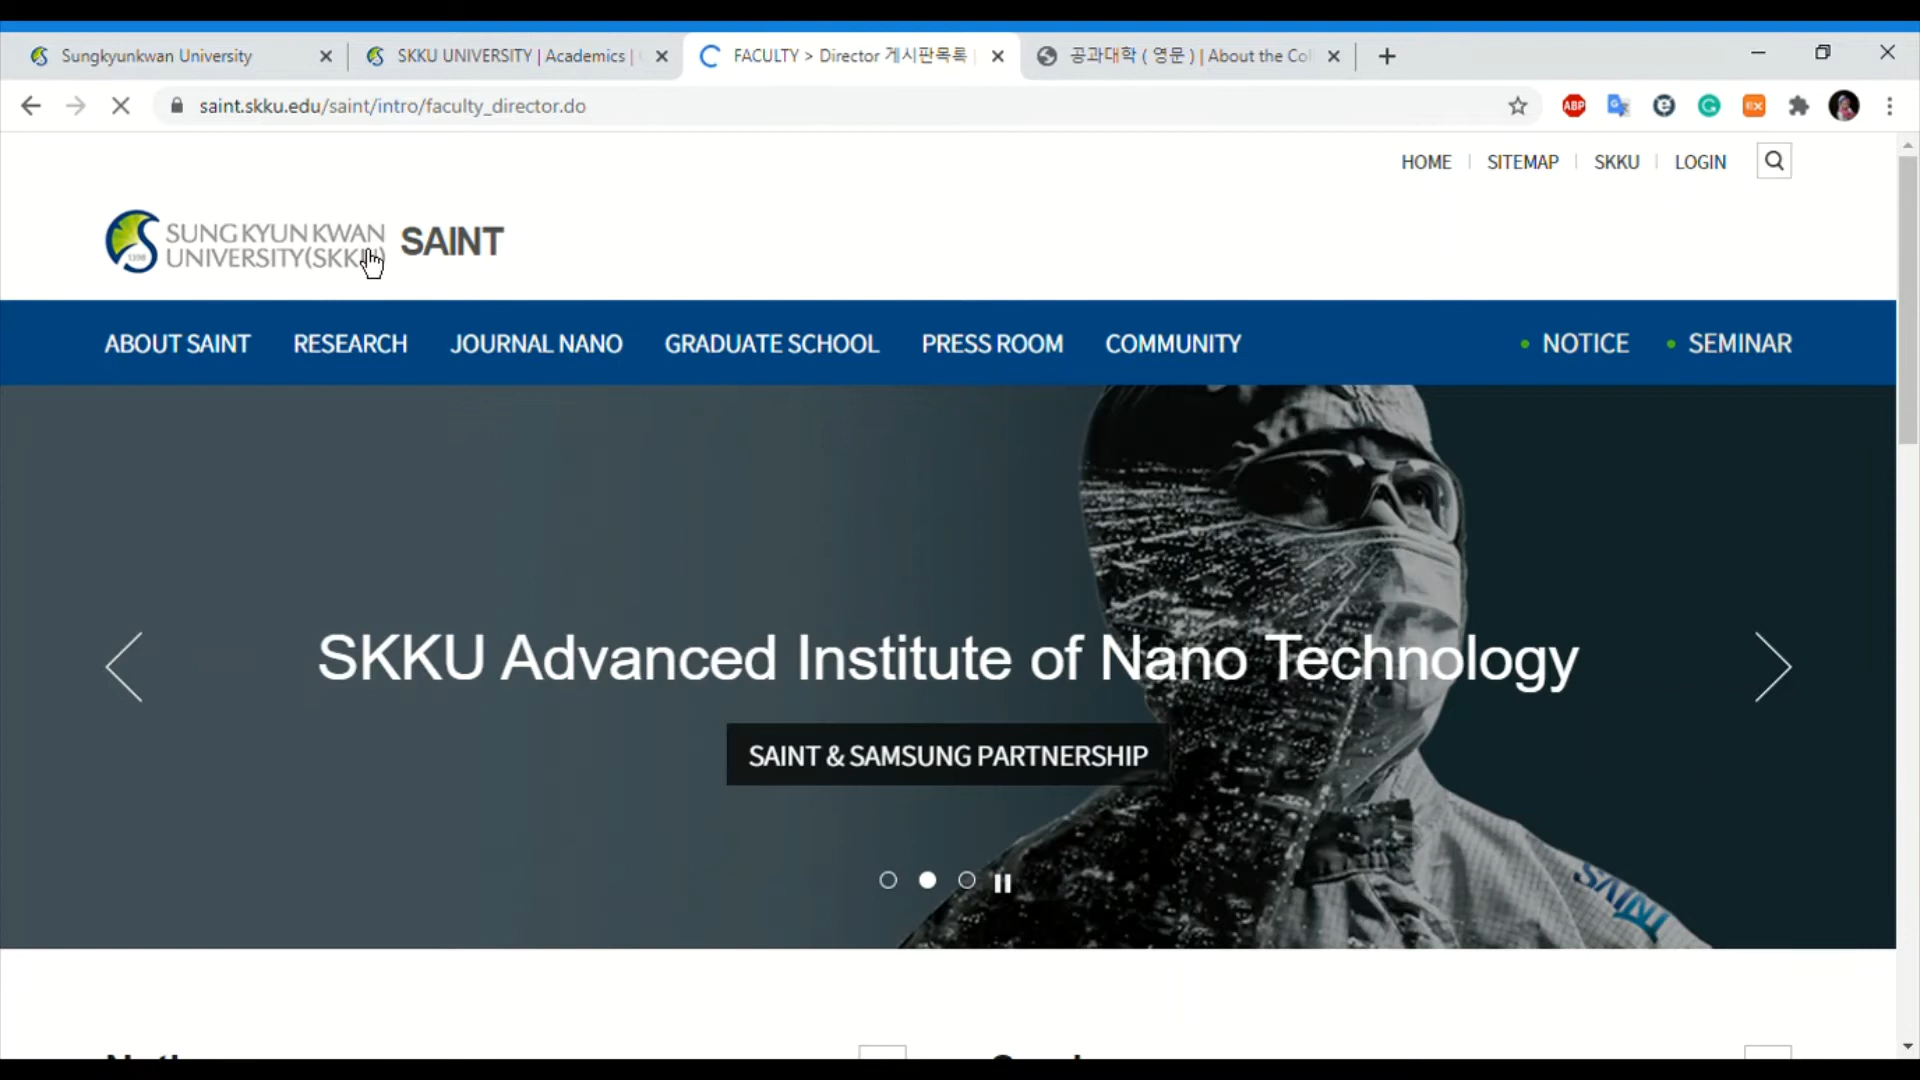 Sungkyunkwan University
SKKU UNIVERSITY | Academics |
FACULTY > Director 게시판목록
공과대학 ( 영문 ) | About the Col
saint.skku.edu/saint/intro/faculty_director.do
ABP
HOME
SITEMAP
SKKU
LOGIN
SUNG KYUN KWAN
UNIVERSITY(SKKU)
1398
SAINT
ABOUT SAINT
RESEARCH
JOURNAL NANO
GRADUATE SCHOOL
PRESS ROOM
COMMUNITY
NOTICE
SEMINAR
SKKU Advanced Institute of Nano Technology
SAINT & SAMSUNG PARTNERSHIP
SAINT